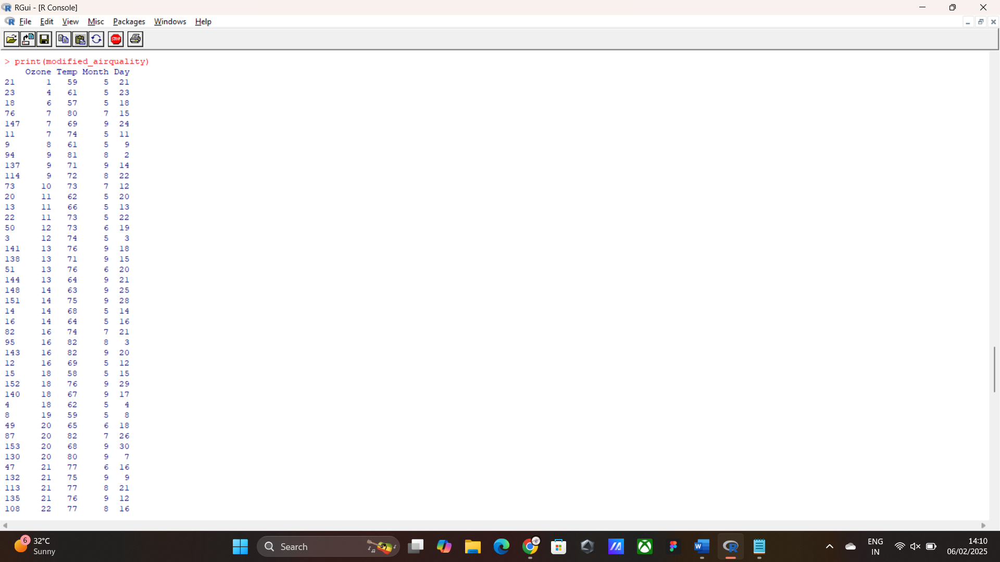 RGui - [R Console]
File Edit View Misc Packages Windows Help
STOP
> print(modified_airquality)
    Ozone Temp Month Day
21      1   59     5  21
23      4   61     5  23
18      6   57     5  18
76      7   80     7  15
147     7   69     9  24
11      7   74     5  11
9       8   61     5   9
94      9   81     8   2
137     9   71     9  14
114     9   72     8  22
73     10   73     7  12
20     11   62     5  20
13     11   66     5  13
22     11   73     5  22
50     12   73     6  19
3      12   74     5   3
141    13   76     9  18
138    13   71     9  15
51     13   76     6  20
144    13   64     9  21
148    14   63     9  25
151    14   75     9  28
14     14   68     5  14
16     14   64     5  16
82     16   74     7  21
95     16   82     8   3
143    16   82     9  20
12     16   69     5  12
15     18   58     5  15
152    18   76     9  29
140    18   67     9  17
4      18   62     5   4
8      19   59     5   8
49     20   65     6  18
87     20   82     7  26
153    20   68     9  30
130    20   80     9   7
47     21   77     6  16
132    21   75     9   9
113    21   77     8  21
135    21   76     9  12
108    22   77     8  16
6
32°C
Sunny
Search
ENG
IN
14:10
06/02/2025